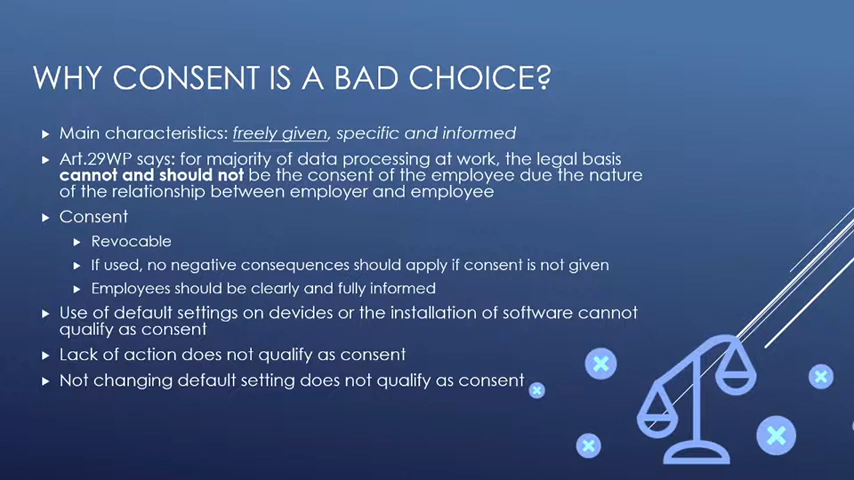 WHY CONSENT IS A BAD CHOICE?
Main characteristics: freely given, specific and informed
Art.29WP says: for majority of data processing at work, the legal basis
cannot and should not be the consent of the employee due the nature
of the relationship between employer and employee
Consent
Revocable
If used, no negative consequences should apply if consent is not given
Employees should be clearly and fully informed
Use of default settings on devides or the installation of software cannot
qualify as consent
Lack of action does not qualify as consent
Not changing default setting does not qualify as consent